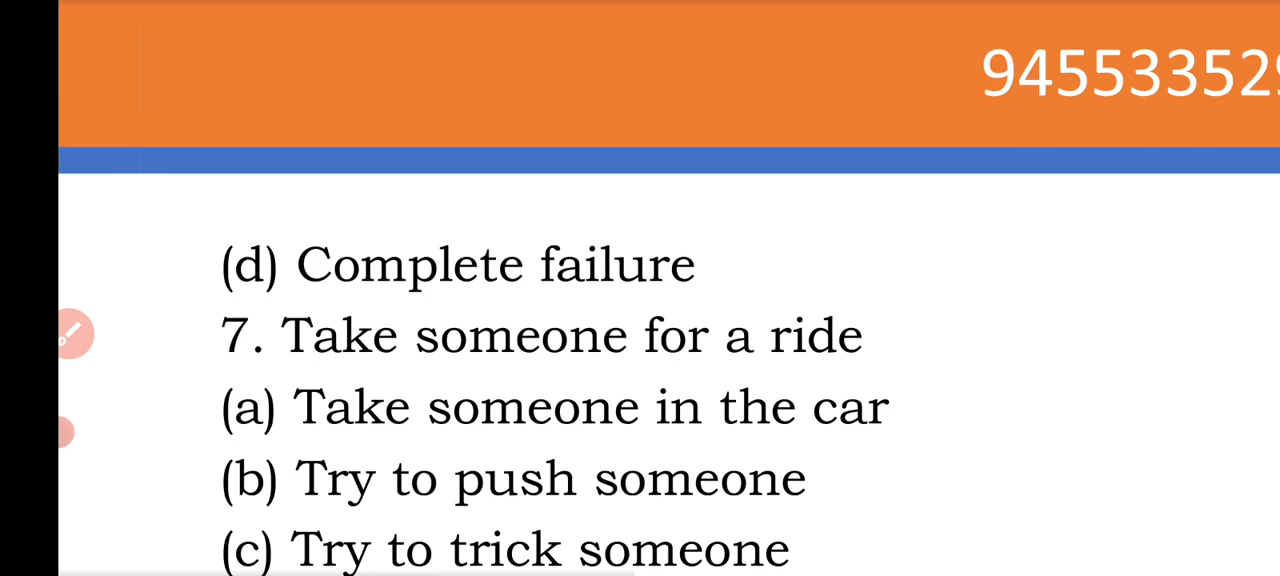 94553352
(d) Complete failure
7. Take someone for a ride
(a) Take someone in the car
(b) Try to push someone
(c) Try to trick someone